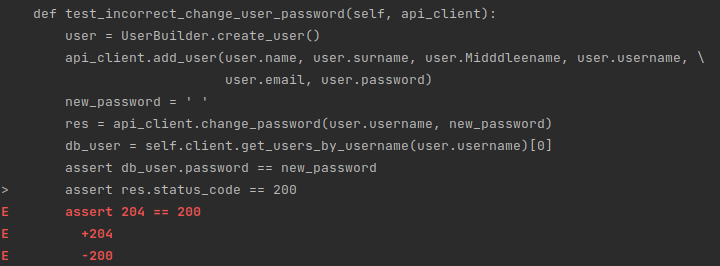 def test_incorrect_change_user_password(self, api_client):
user = UserBuilder.create_user()
api_client.add_user(user.name, user.surname, user.Midddleename, user.username, \
user.email, user.password)
new_password = ' '
res = api_client.change_password(user.username, new_password)
db_user = self.client.get_users_by_username(user.username)[0]
assert db_user.password == new_password
> assert res.status_code == 200
E assert 204 == 200
E +204
E -200